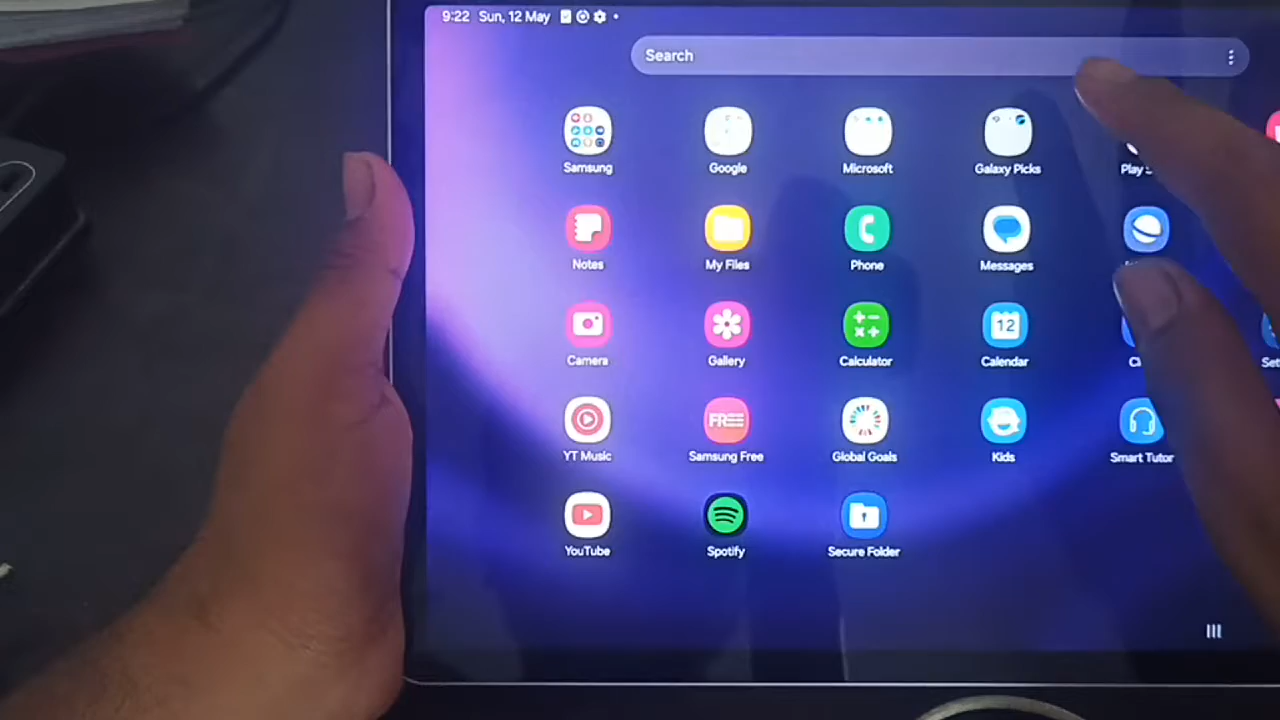 9:22 Sun, 12 May
Search
Samsung Google Microsoft Galaxy Picks Play
Notes My Files Phone Messages
Camera Gallery Calculator 12 Calendar
FREE
YT Music Samsung Free Global Goals Kids Smart Tutor
YouTube Spotify Secure Folder